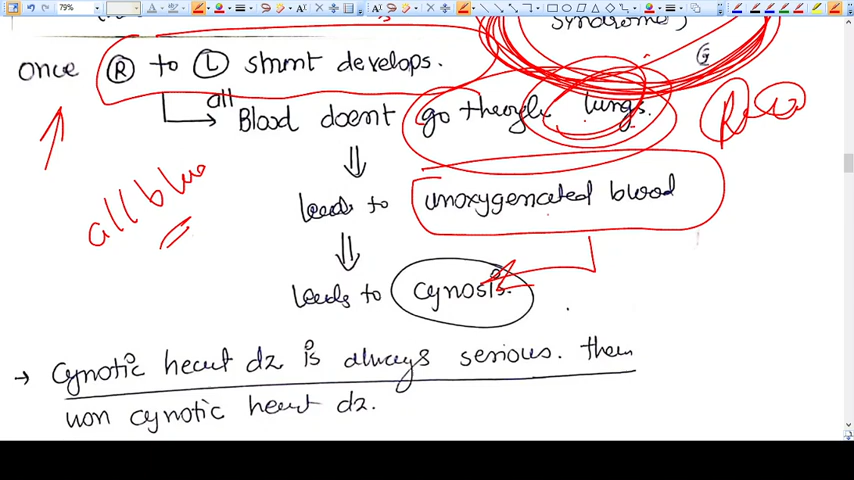 79%
Syndrome)
once Ⓡ to Ⓛ shunt develops.
all
Blood doesnt go through lungs.
all blue
leads to unoxygenated blood
leads to cynosis.
→ cynotic heart dz is always serious. than
non cynotic heart dz.